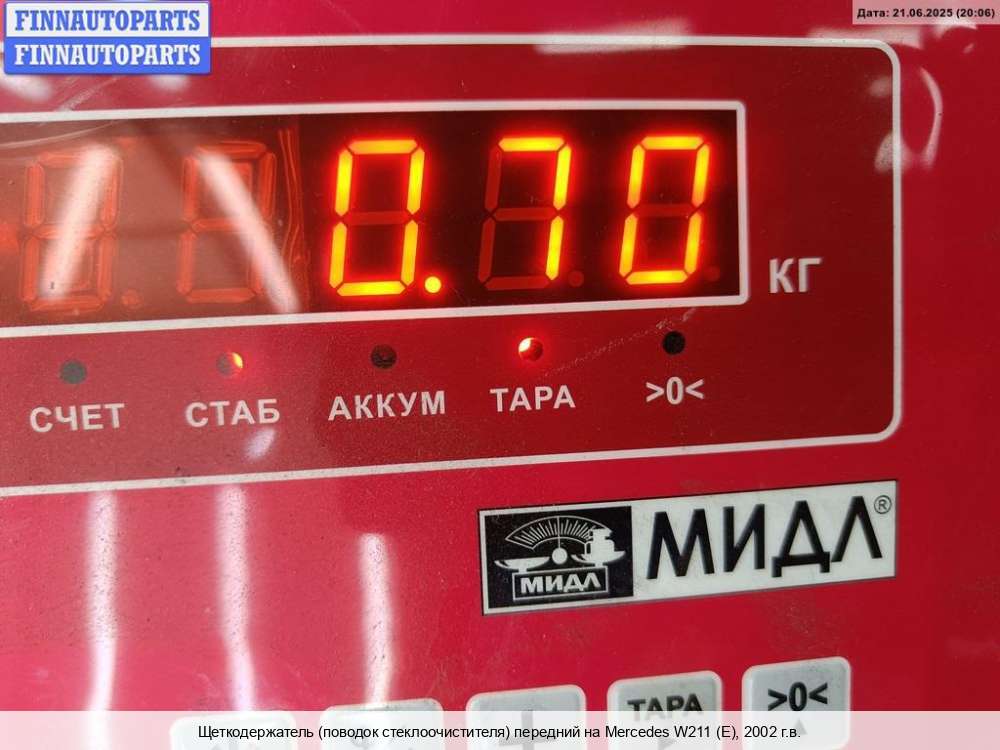 FINNAUTOPARTS
FINNAUTOPARTS
Дата: 21.06.2025 (20:06)
0.70
КГ
СЧЕТ СТАБ АККУМ ТАРА >0<
МИДЛ МИДЛ®
ТАРА >0<
Щеткодержатель (поводок стеклоочистителя) передний на Mercedes W211 (E), 2002 г.в.